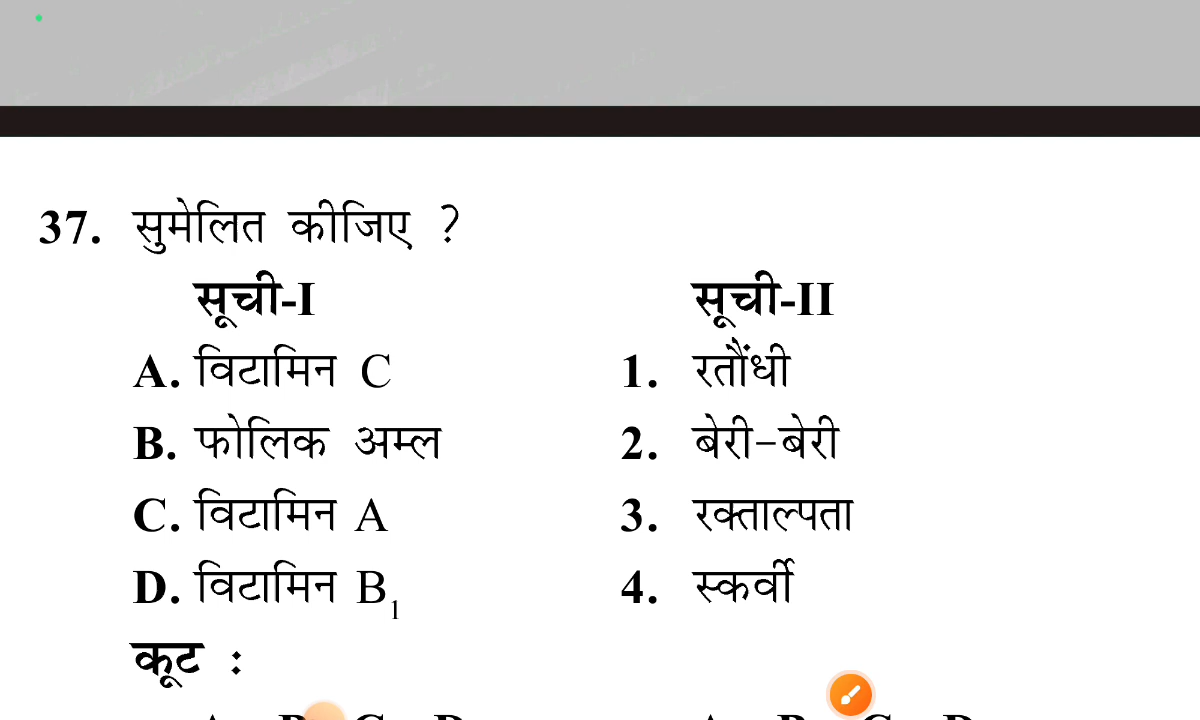 37. सुमेलित कीजिए ?
सूची-I सूची-II
A. विटामिन C 1. रतौंधी
B. फोलिक अम्ल 2. बेरी-बेरी
C. विटामिन A 3. रक्ताल्पता
D. विटामिन B₁ 4. स्कर्वी
कूट :
A B C D A B C D